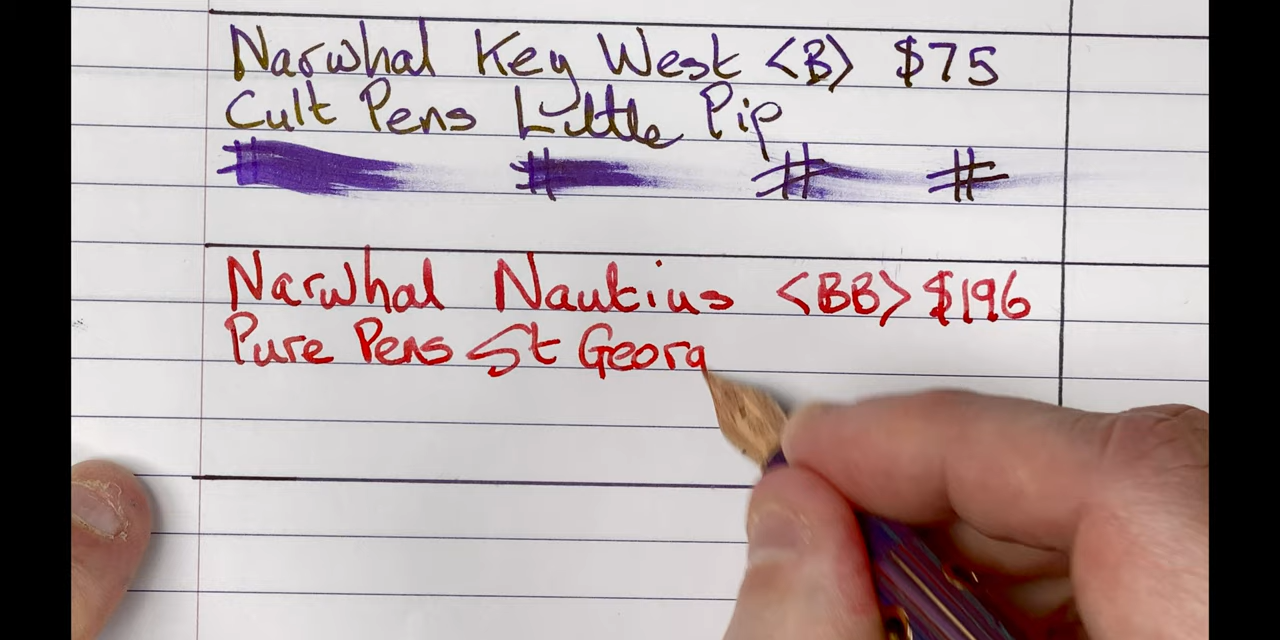 Narwhal Key West <B> $75
Cult Pens Little Pip
# # # #
Narwhal Nautius <BB> $196
Pure Pens St Georg